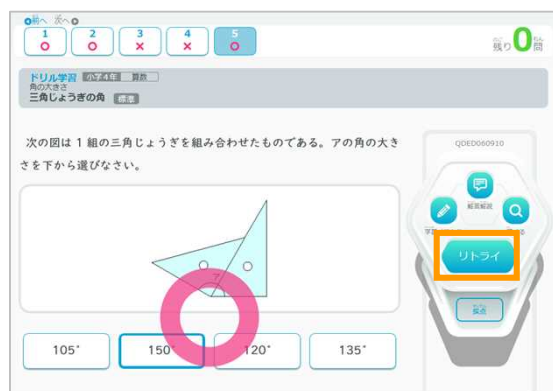 前へ 次へ
1 2 3 4 5
残り0問
ドリル学習 小学4年 算数
角の大きさ
三角じょうぎの角 標準
次の図は1組の三角じょうぎを組み合わせたものである。アの角の大き
さを下から選びなさい。
QDED060910
解答解説
リトライ
ア
採点
105°
150°
120°
135°